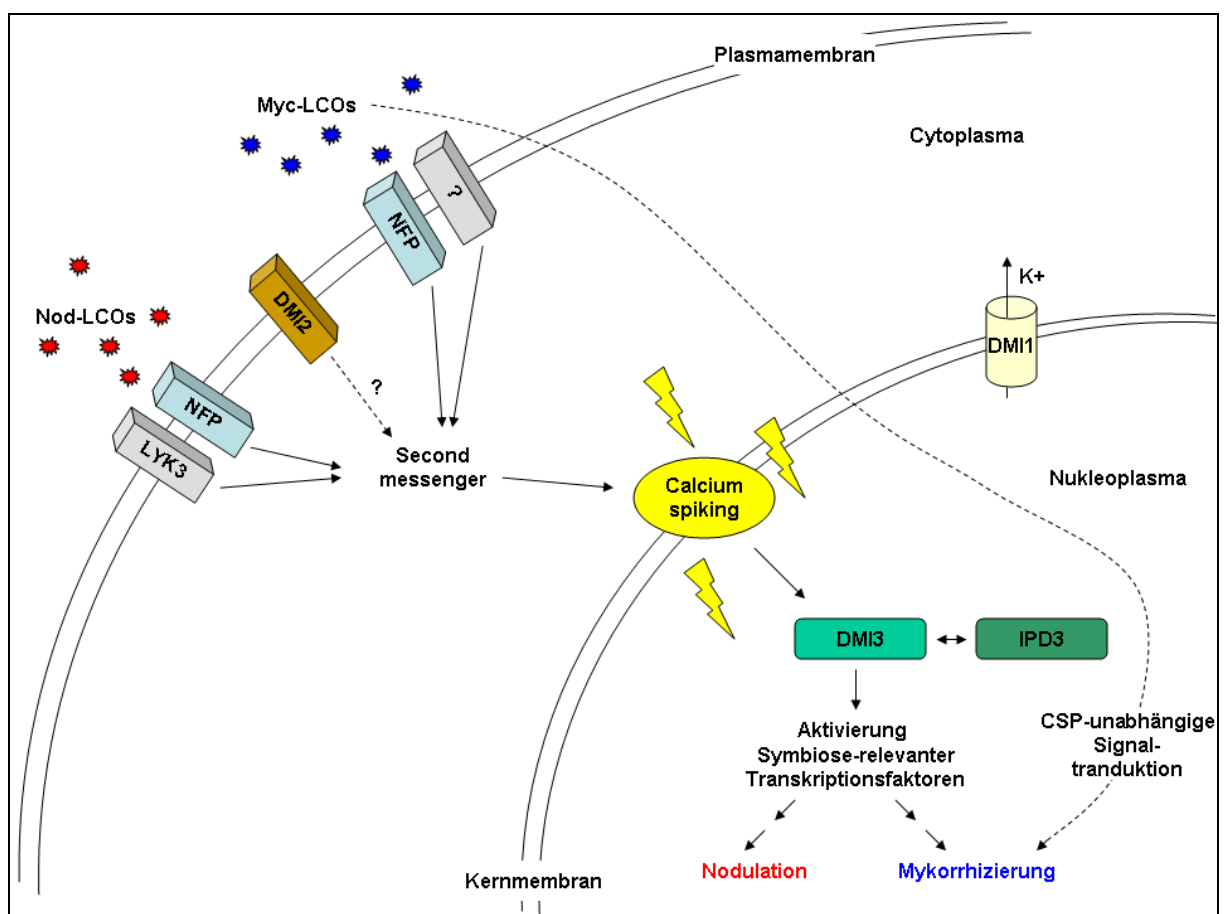 Plasmamembran
Myc-LCOs
Cytoplasma
?
NFP
DMI2
K+
Nod-LCOs
DMI1
?
NFP
LYK3
Second
messenger
Calcium
spiking
Nukleoplasma
DMI3
IPD3
CSP-unabhängige
Signal-
tranduktion
Aktivierung
Symbiose-relevanter
Transkriptionsfaktoren
Kernmembran
Nodulation
Mykorrhizierung